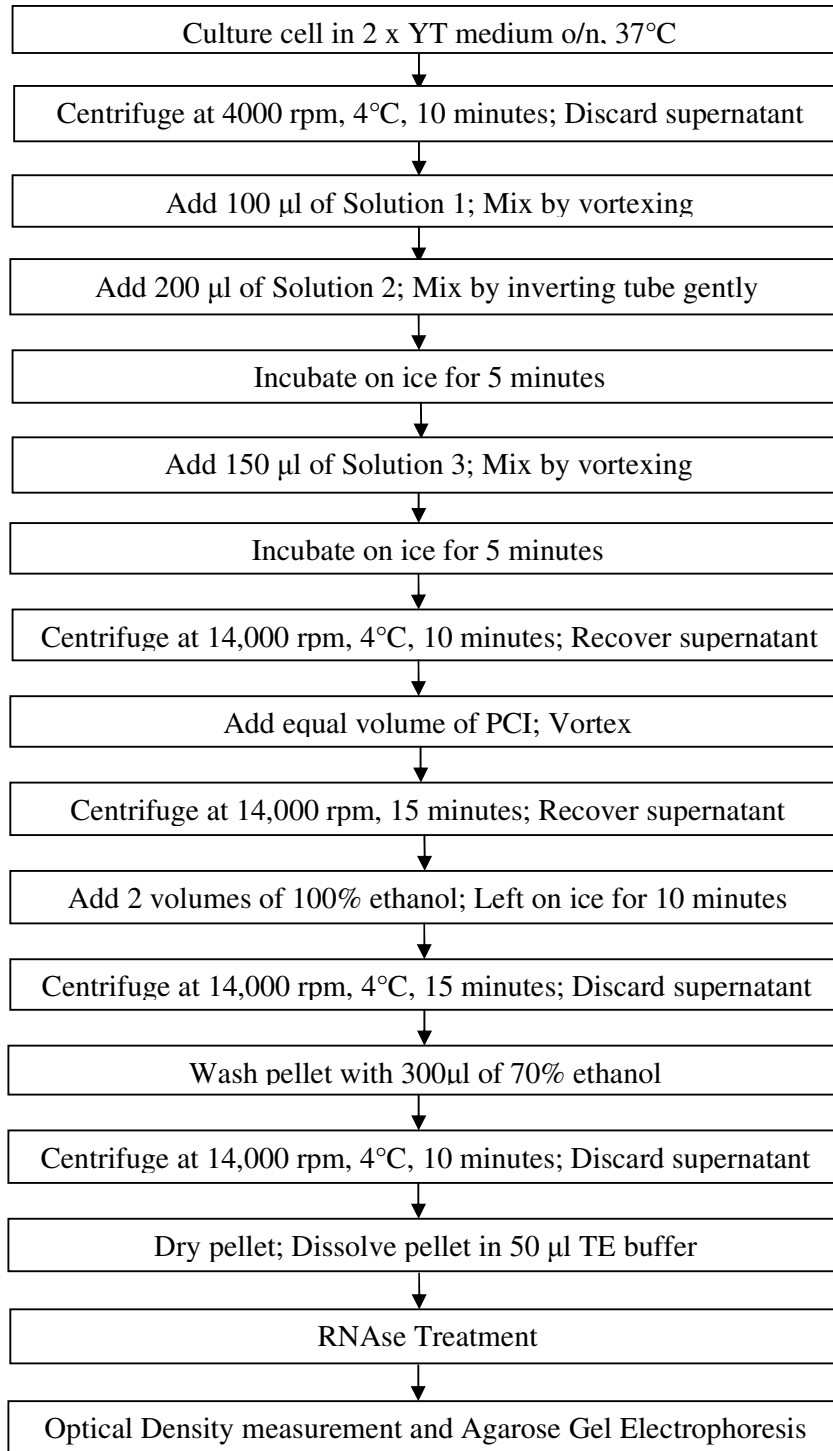 Culture cell in 2 x YT medium o/n, 37°C
Centrifuge at 4000 rpm, 4°C, 10 minutes; Discard supernatant
Add 100 μl of Solution 1; Mix by vortexing
Add 200 μl of Solution 2; Mix by inverting tube gently
Incubate on ice for 5 minutes
Add 150 μl of Solution 3; Mix by vortexing
Incubate on ice for 5 minutes
Centrifuge at 14,000 rpm, 4°C, 10 minutes; Recover supernatant
Add equal volume of PCI; Vortex
Centrifuge at 14,000 rpm, 15 minutes; Recover supernatant
Add 2 volumes of 100% ethanol; Left on ice for 10 minutes
Centrifuge at 14,000 rpm, 4°C, 15 minutes; Discard supernatant
Wash pellet with 300μl of 70% ethanol
Centrifuge at 14,000 rpm, 4°C, 10 minutes; Discard supernatant
Dry pellet; Dissolve pellet in 50 μl TE buffer
RNAse Treatment
Optical Density measurement and Agarose Gel Electrophoresis